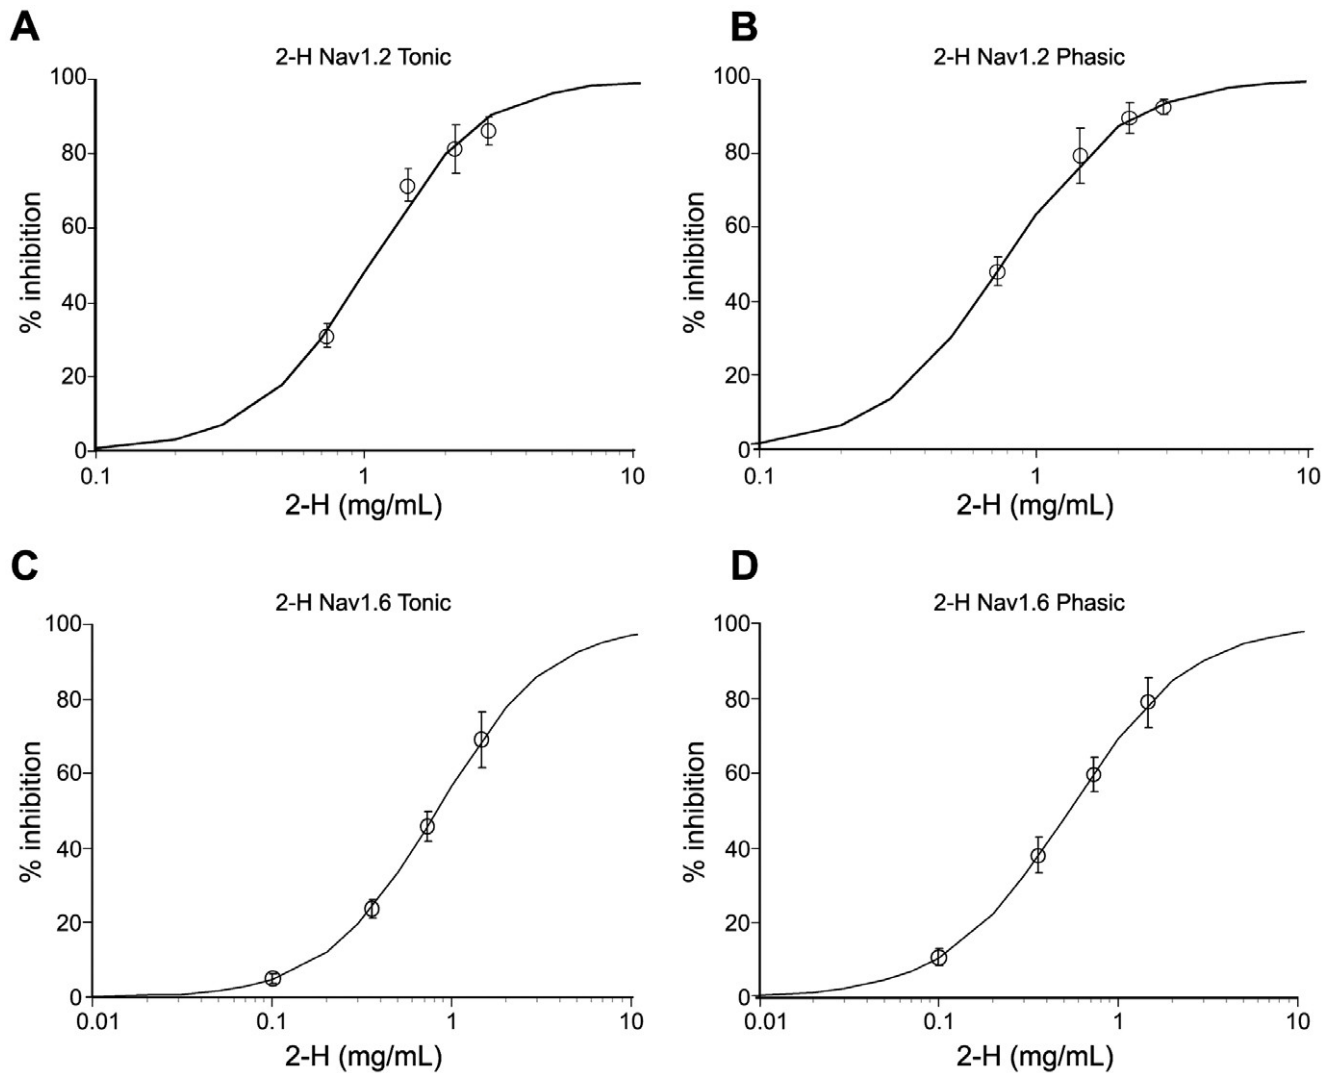 A
2-H Nav1.2 Tonic
100
80
60
40
20
0
% inhibition
0.1
1
10
2-H (mg/mL)
B
2-H Nav1.2 Phasic
100
80
60
40
20
0
% inhibition
0.1
1
10
2-H (mg/mL)
C
2-H Nav1.6 Tonic
100
80
60
40
20
0
% inhibition
0.01
0.1
1
10
2-H (mg/mL)
D
2-H Nav1.6 Phasic
100
80
60
40
20
0
% inhibition
0.01
0.1
1
10
2-H (mg/mL)